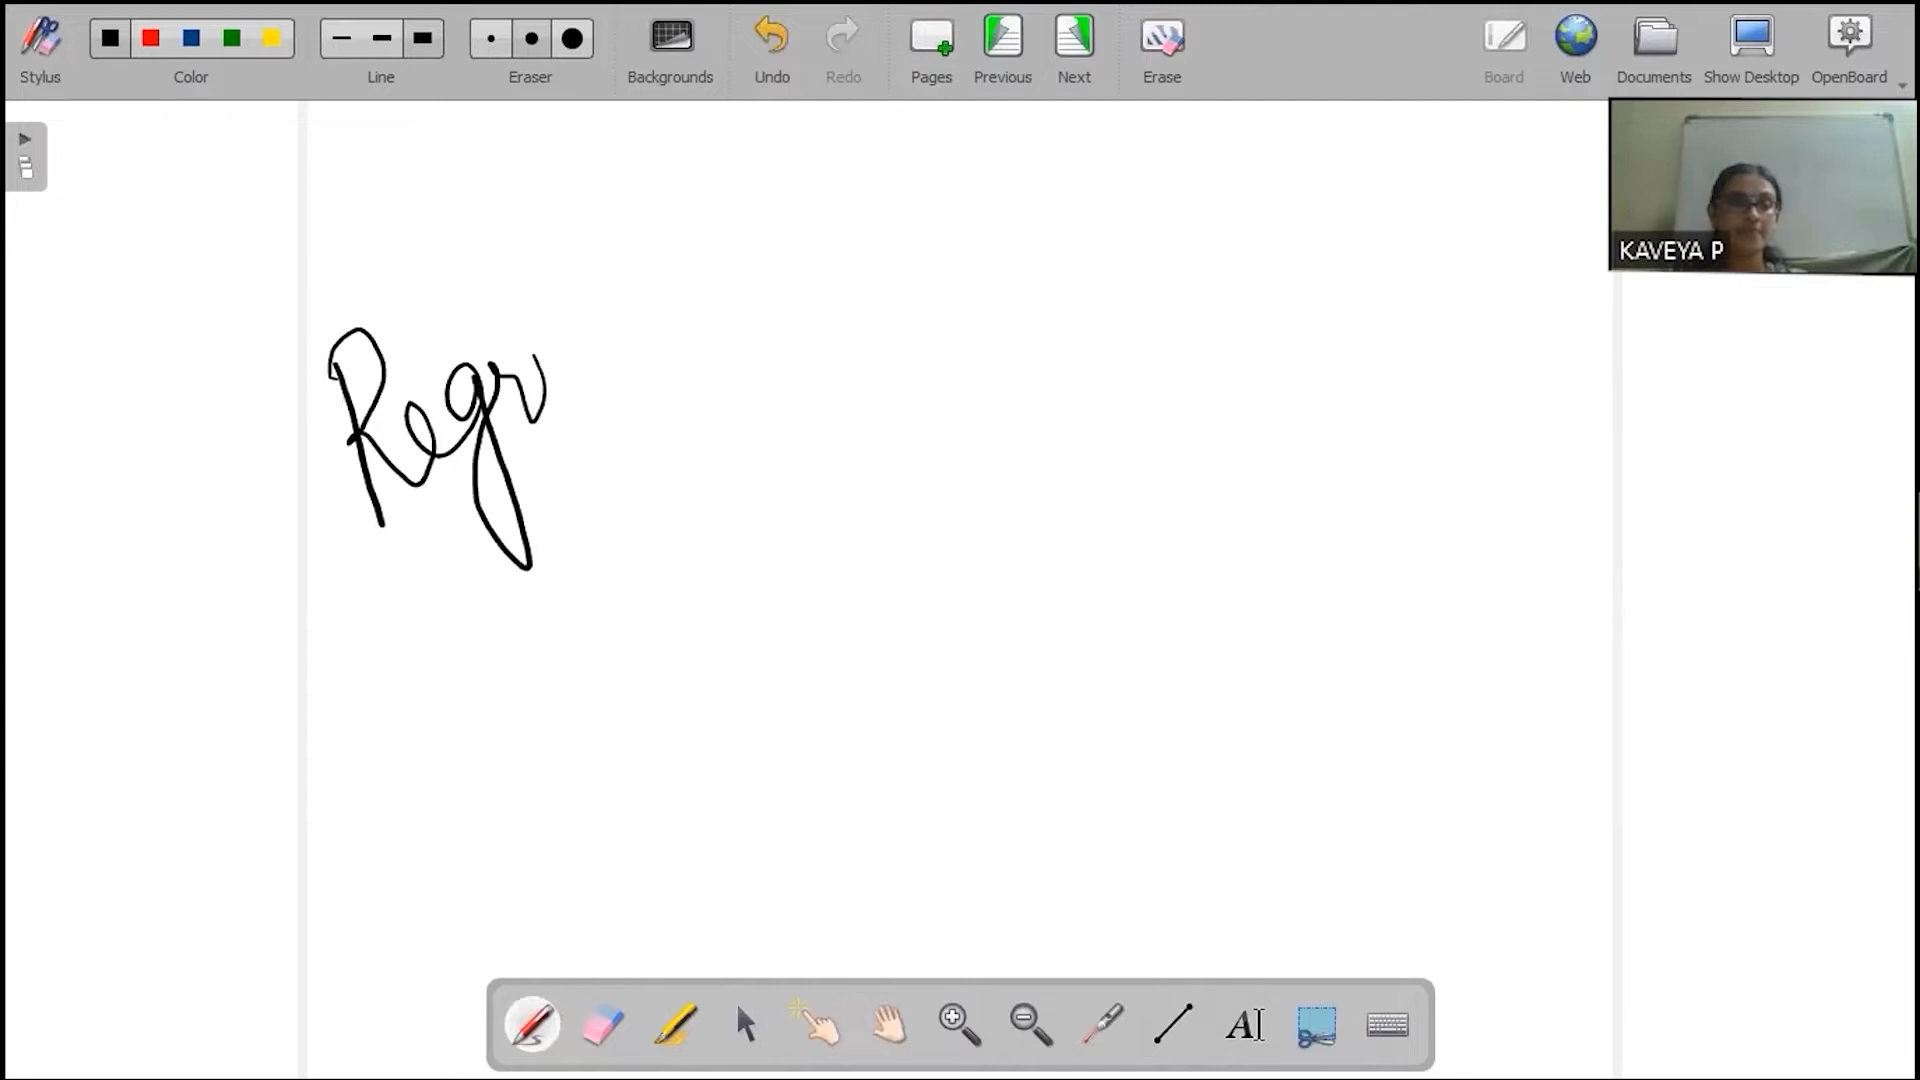 Stylus
Color
Line
Eraser
Backgrounds
Undo
Redo
Pages
Previous
Next
Erase
Board
Web
Documents
Show Desktop
OpenBoard
KAVEYA P
Regr
A